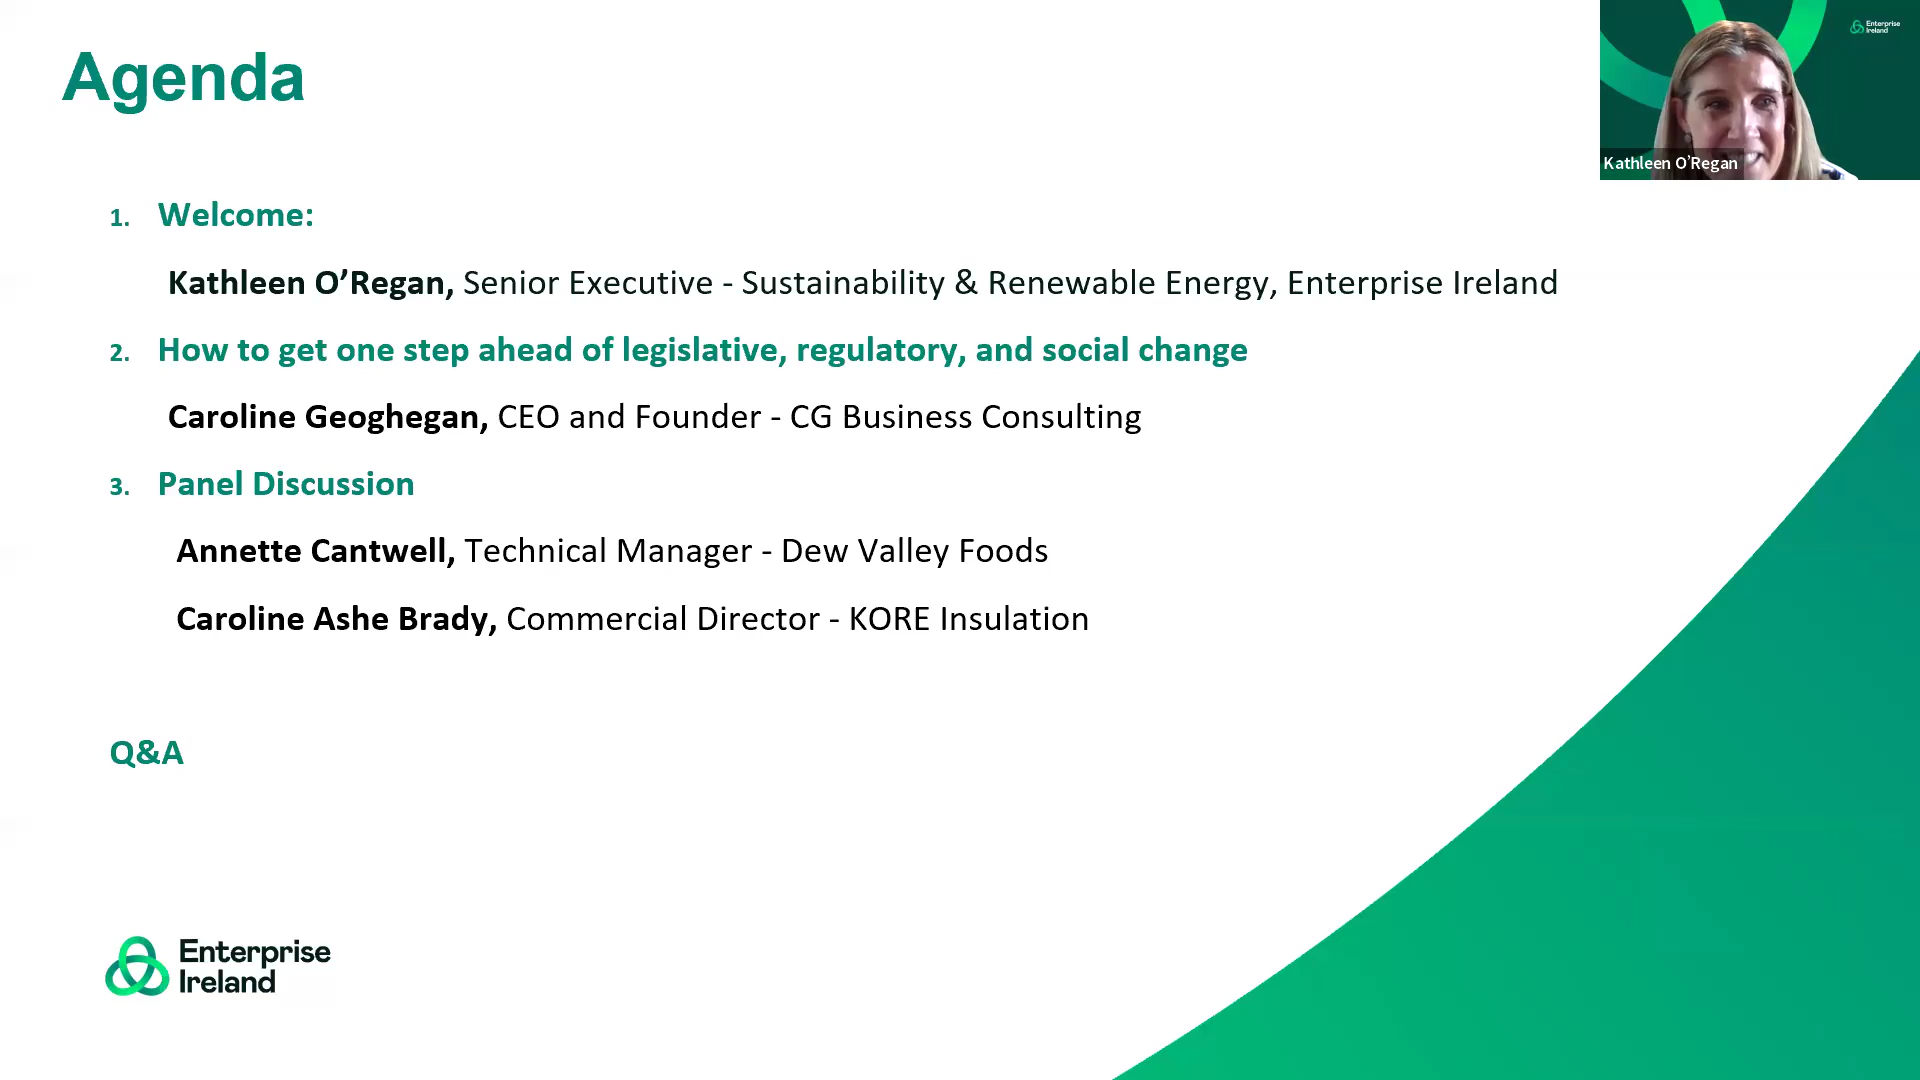 Agenda
Enterprise
Ireland
Kathleen O’Regan
1. Welcome:
Kathleen O’Regan, Senior Executive - Sustainability & Renewable Energy, Enterprise Ireland
2. How to get one step ahead of legislative, regulatory, and social change
Caroline Geoghegan, CEO and Founder - CG Business Consulting
3. Panel Discussion
Annette Cantwell, Technical Manager - Dew Valley Foods
Caroline Ashe Brady, Commercial Director - KORE Insulation
Q&A
Enterprise
Ireland